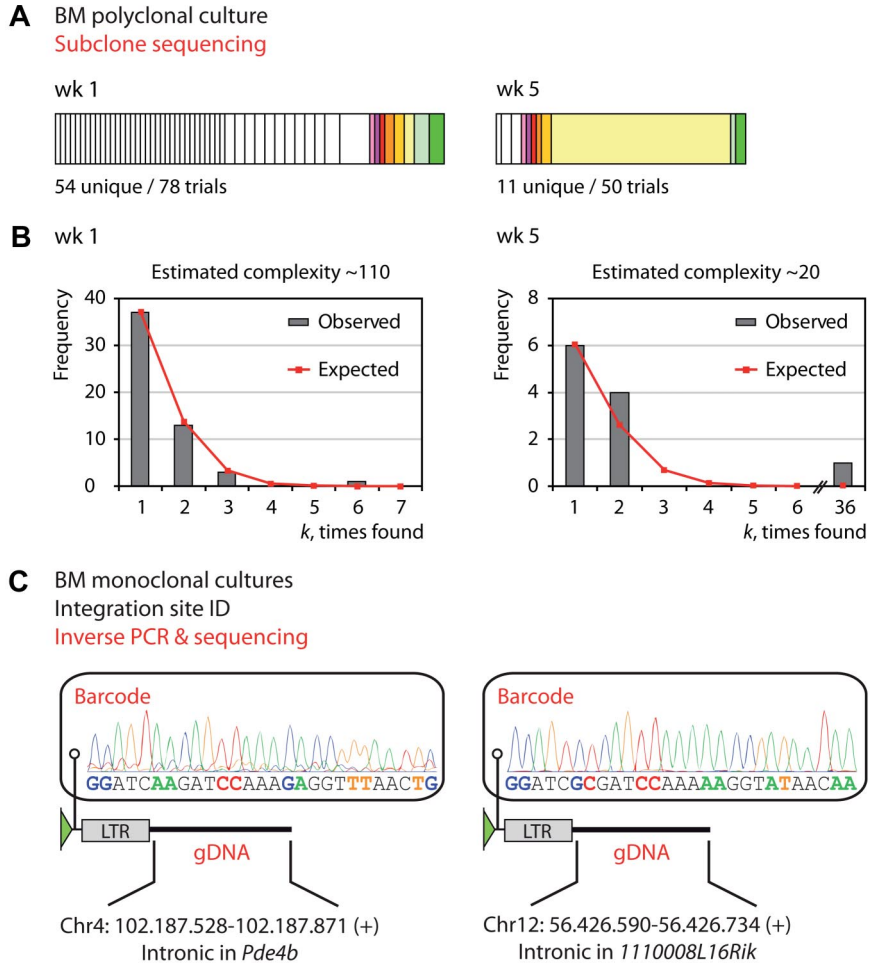 A
BM polyclonal culture
Subclone sequencing
wk 1
wk 5
54 unique / 78 trials
11 unique / 50 trials
B
wk 1
wk 5
Estimated complexity ~110
Estimated complexity ~20
Frequency
40
30
20
10
0
Observed
Expected
1 2 3 4 5 6 7
k, times found
Frequency
8
6
4
2
0
Observed
Expected
1 2 3 4 5 6 36
k, times found
C
BM monoclonal cultures
Integration site ID
Inverse PCR & sequencing
Barcode
GGATCAAGATCCAAAGAGGTTTAACTG
LTR
gDNA
Chr4: 102.187.528-102.187.871 (+)
Intronic in Pde4b
Barcode
GGATCGCGATCCAAAAAGGTATAACAA
LTR
gDNA
Chr12: 56.426.590-56.426.734 (+)
Intronic in 1110008L16Rik